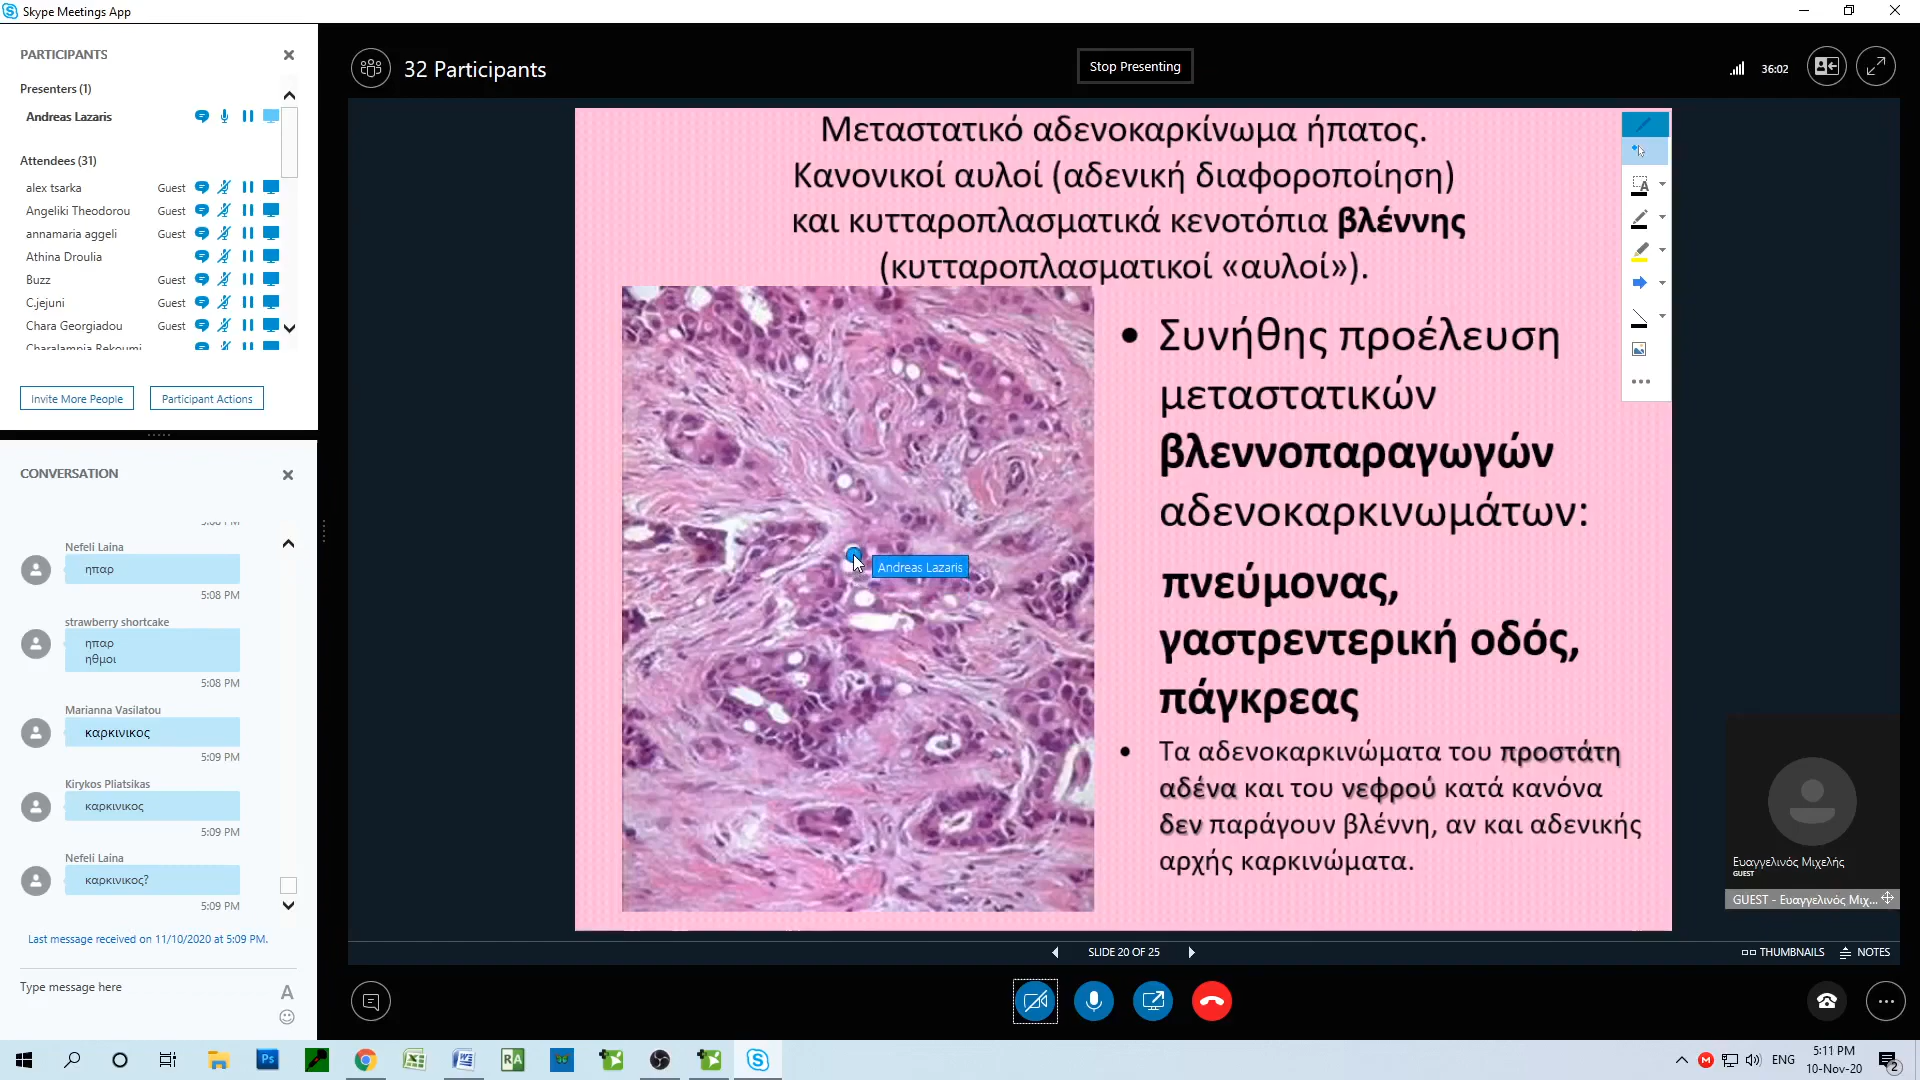 Skype Meetings App
PARTICIPANTS
Presenters (1)
Andreas Lazaris
Attendees (31)
alex tsarka Guest
Angeliki Theodorou Guest
annamaria aggeli Guest
Athina Droulia
Buzz Guest
C.jejuni Guest
Chara Georgiadou Guest
Charalampia Rekoumi
Invite More People
Participant Actions
CONVERSATION
Nefeli Laina
ηπαρ
5:08 PM
strawberry shortcake
ηπαρ
ηθμοι
5:08 PM
Marianna Vasilatou
καρκινικος
5:09 PM
Kirykos Pliatsikas
καρκινικος
5:09 PM
Nefeli Laina
καρκινικος?
5:09 PM
Last message received on 11/10/2020 at 5:09 PM.
Type message here
32 Participants
Stop Presenting
36:02
Μεταστατικό αδενοκαρκίνωμα ήπατος.
Κανονικοί αυλοί (αδενική διαφοροποίηση)
και κυτταροπλασματικά κενοτόπια βλέννης
(κυτταροπλασματικοί «αυλοί»).
Andreas Lazaris
• Συνήθης προέλευση
μεταστατικών
βλεννοπαραγωγών
αδενοκαρκινωμάτων:
πνεύμονας,
γαστρεντερική οδός,
πάγκρεας
• Τα αδενοκαρκινώματα του προστάτη
αδένα και του νεφρού κατά κανόνα
δεν παράγουν βλέννη, αν και αδενικής
αρχής καρκινώματα.
Ευαγγελινός Μιχελής
GUEST
GUEST - Ευαγγελινός Μιχ...
SLIDE 20 OF 25
THUMBNAILS
NOTES
ENG
5:11 PM
10-Nov-20
2